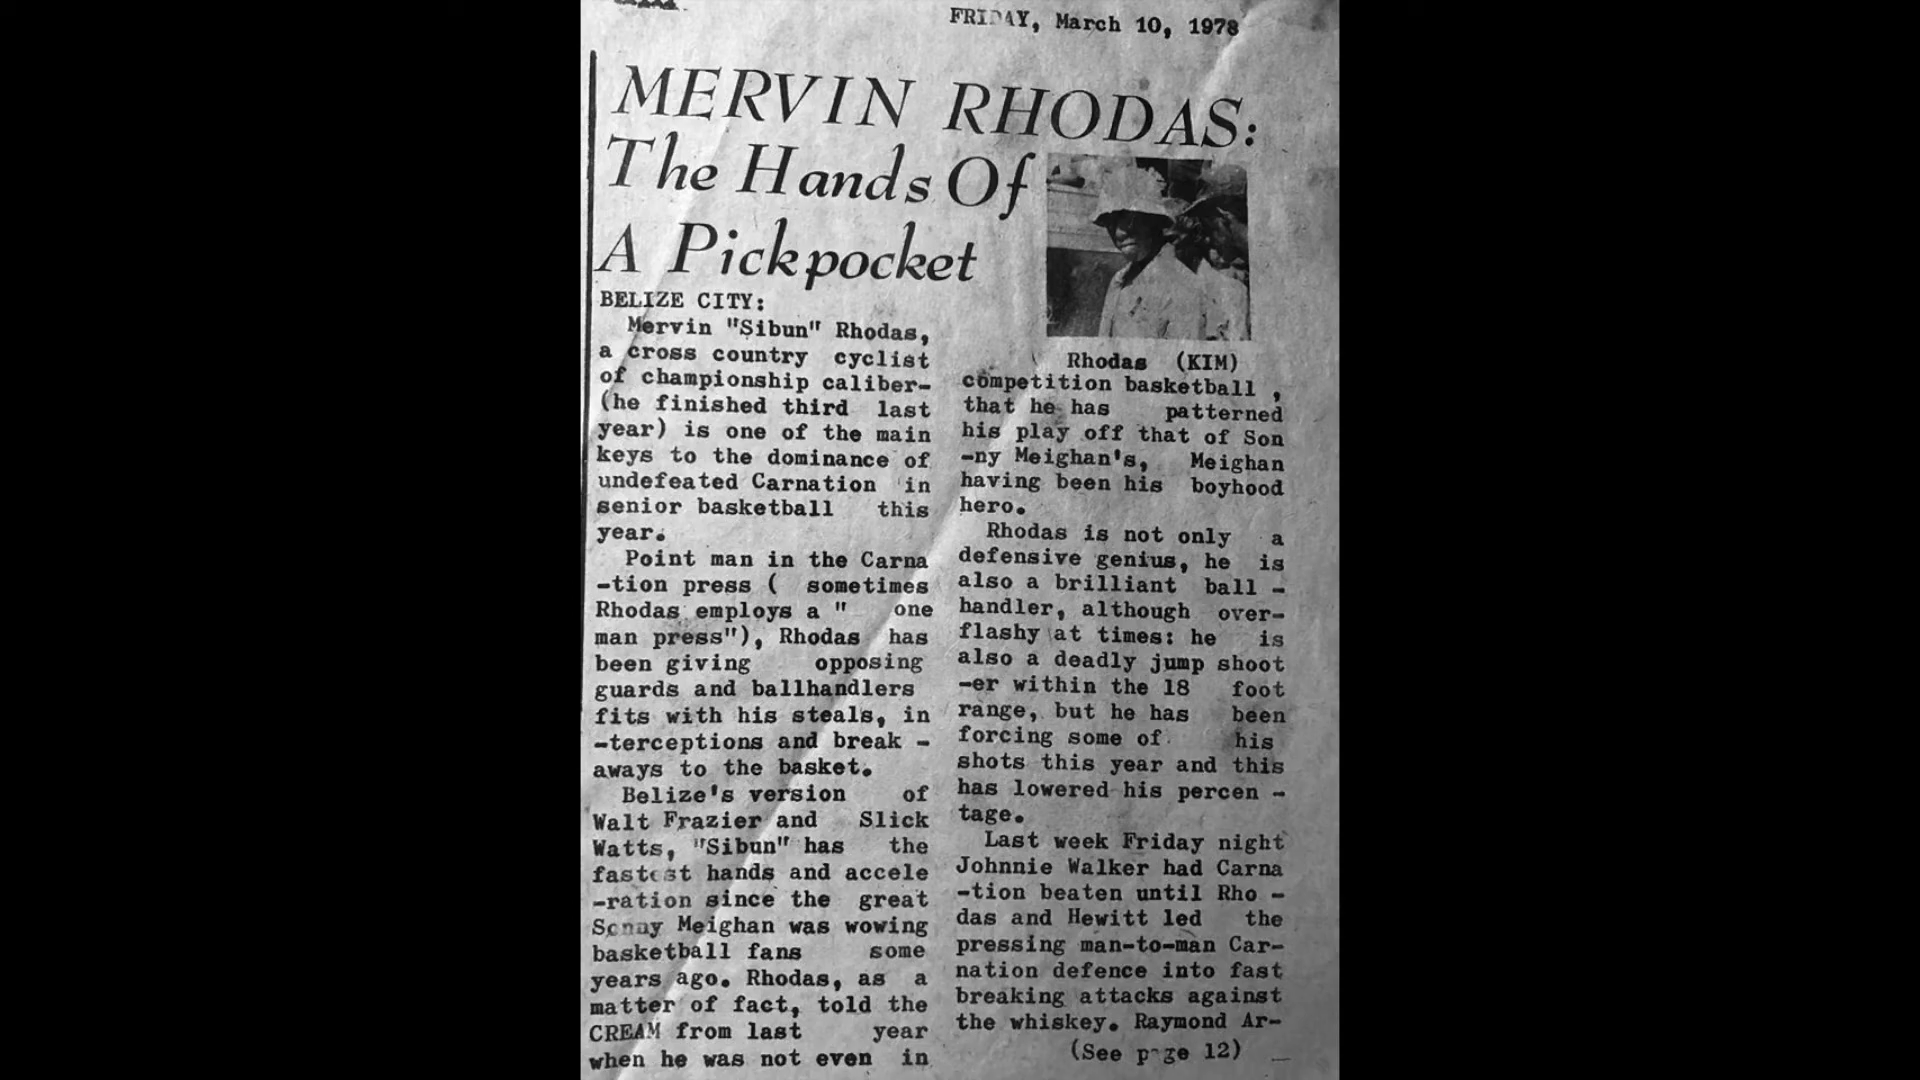 FRIDAY, March 10, 1978
MERVIN RHODAS:
The Hands Of
A Pickpocket
BELIZE CITY:
Mervin "Sibun" Rhodas,
a cross country cyclist
of championship caliber-
(he finished third last
year) is one of the main
keys to the dominance of
undefeated Carnation in
senior basketball this
year.
Point man in the Carna
-tion press ( sometimes
Rhodas employs a " one
man press"), Rhodas has
been giving opposing
guards and ballhandlers
fits with his steals, in
-terceptions and break -
aways to the basket.
Belize's version of
Walt Frazier and Slick
Watts, "Sibun" has the
fastest hands and accele
-ration since the great
Sonny Meighan was wowing
basketball fans some
years ago. Rhodas, as a
matter of fact, told the
CREAM from last year
when he was not even in
Rhodas (KIM)
competition basketball ,
that he has patterned
his play off that of Son
-ny Meighan's, Meighan
having been his boyhood
hero.
Rhodas is not only a
defensive genius, he is
also a brilliant ball -
handler, although over-
flashy at times: he is
also a deadly jump shoot
-er within the 18 foot
range, but he has been
forcing some of his
shots this year and this
has lowered his percen -
tage.
Last week Friday night
Johnnie Walker had Carna
-tion beaten until Rho -
das and Hewitt led the
pressing man-to-man Car-
nation defence into fast
breaking attacks against
the whiskey. Raymond Ar-
(See page 12)